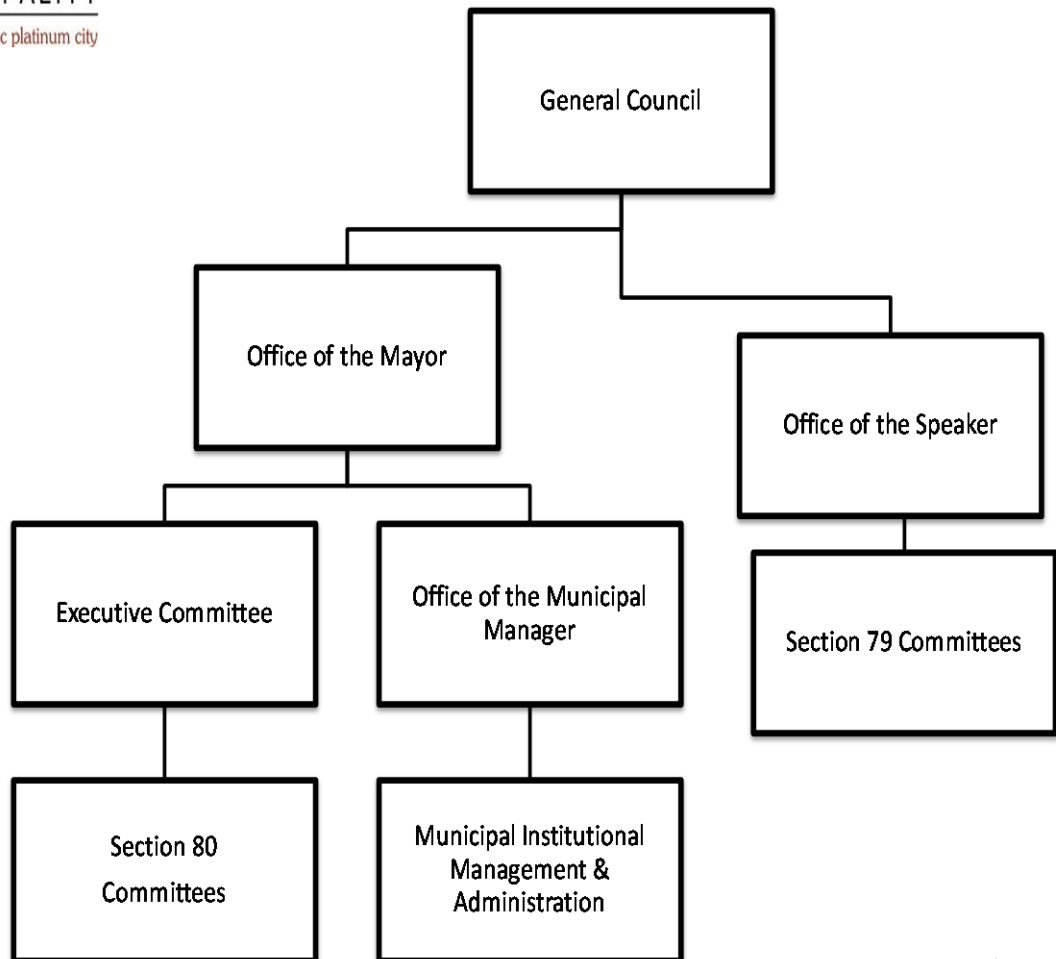 c platinum city
General Council
Office of the Mayor
Office of the Speaker
Executive Committee
Office of the Municipal
Manager
Section 79 Committees
Section 80
Committees
Municipal Institutional
Management &
Administration